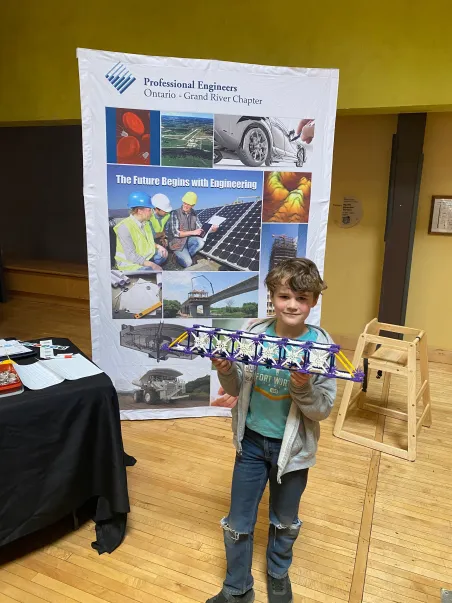 Professional Engineers
Ontario - Grand River Chapter
The Future Begins with Engineering